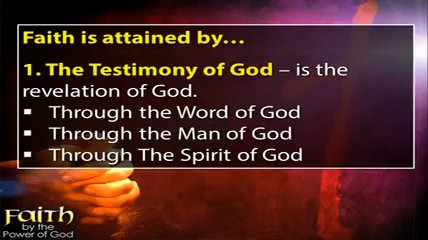 Faith is attained by…
1. The Testimony of God – is the
revelation of God.
▪ Through the Word of God
▪ Through the Man of God
▪ Through The Spirit of God
Faith
by the
Power of God